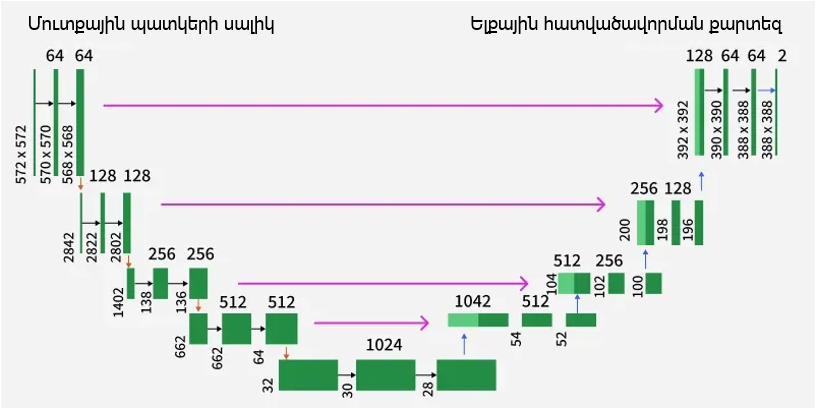 Մուտքային պատկերի սալիկ
Ելքային հատվածավորման քարտեզ
64 64
572 x 572
570 x 570
568 x 568
128 64 64 2
392 x 392
390 x 390
388 x 388
388 x 388
128 128
2842
2822
2802
256 128
200
198
196
256 256
1402
138
136
512 256
104
102
100
512 512
662
662
64
1042 512
54
52
1024
32
30
28